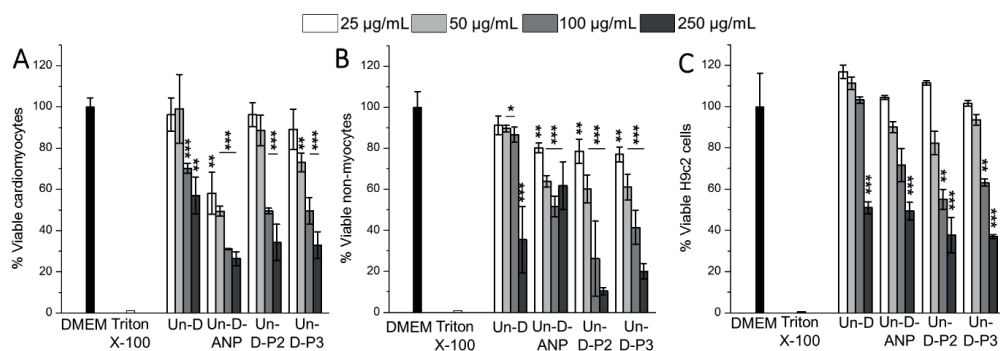 25 µg/mL 50 µg/mL 100 µg/mL 250 µg/mL
A
% Viable cardiomyocytes
120
100
80
60
40
20
0
** *** ** ** *** *** ** ***
DMEM Triton X-100 Un-D Un-D-ANP Un-D-P2 Un-D-P3
B
% Viable non-myocytes
120
100
80
60
40
20
0
* *** ** *** ** *** ** ***
DMEM Triton X-100 Un-D Un-D-ANP Un-D-P2 Un-D-P3
C
% Viable H9c2 cells
120
100
80
60
40
20
0
*** *** ** *** ** ***
DMEM Triton X-100 Un-D Un-D-ANP Un-D-P2 Un-D-P3